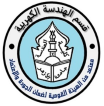 قسم الهندسة الكهربية
معتمد من الهيئة القومية لضمان الجودة والاعتماد